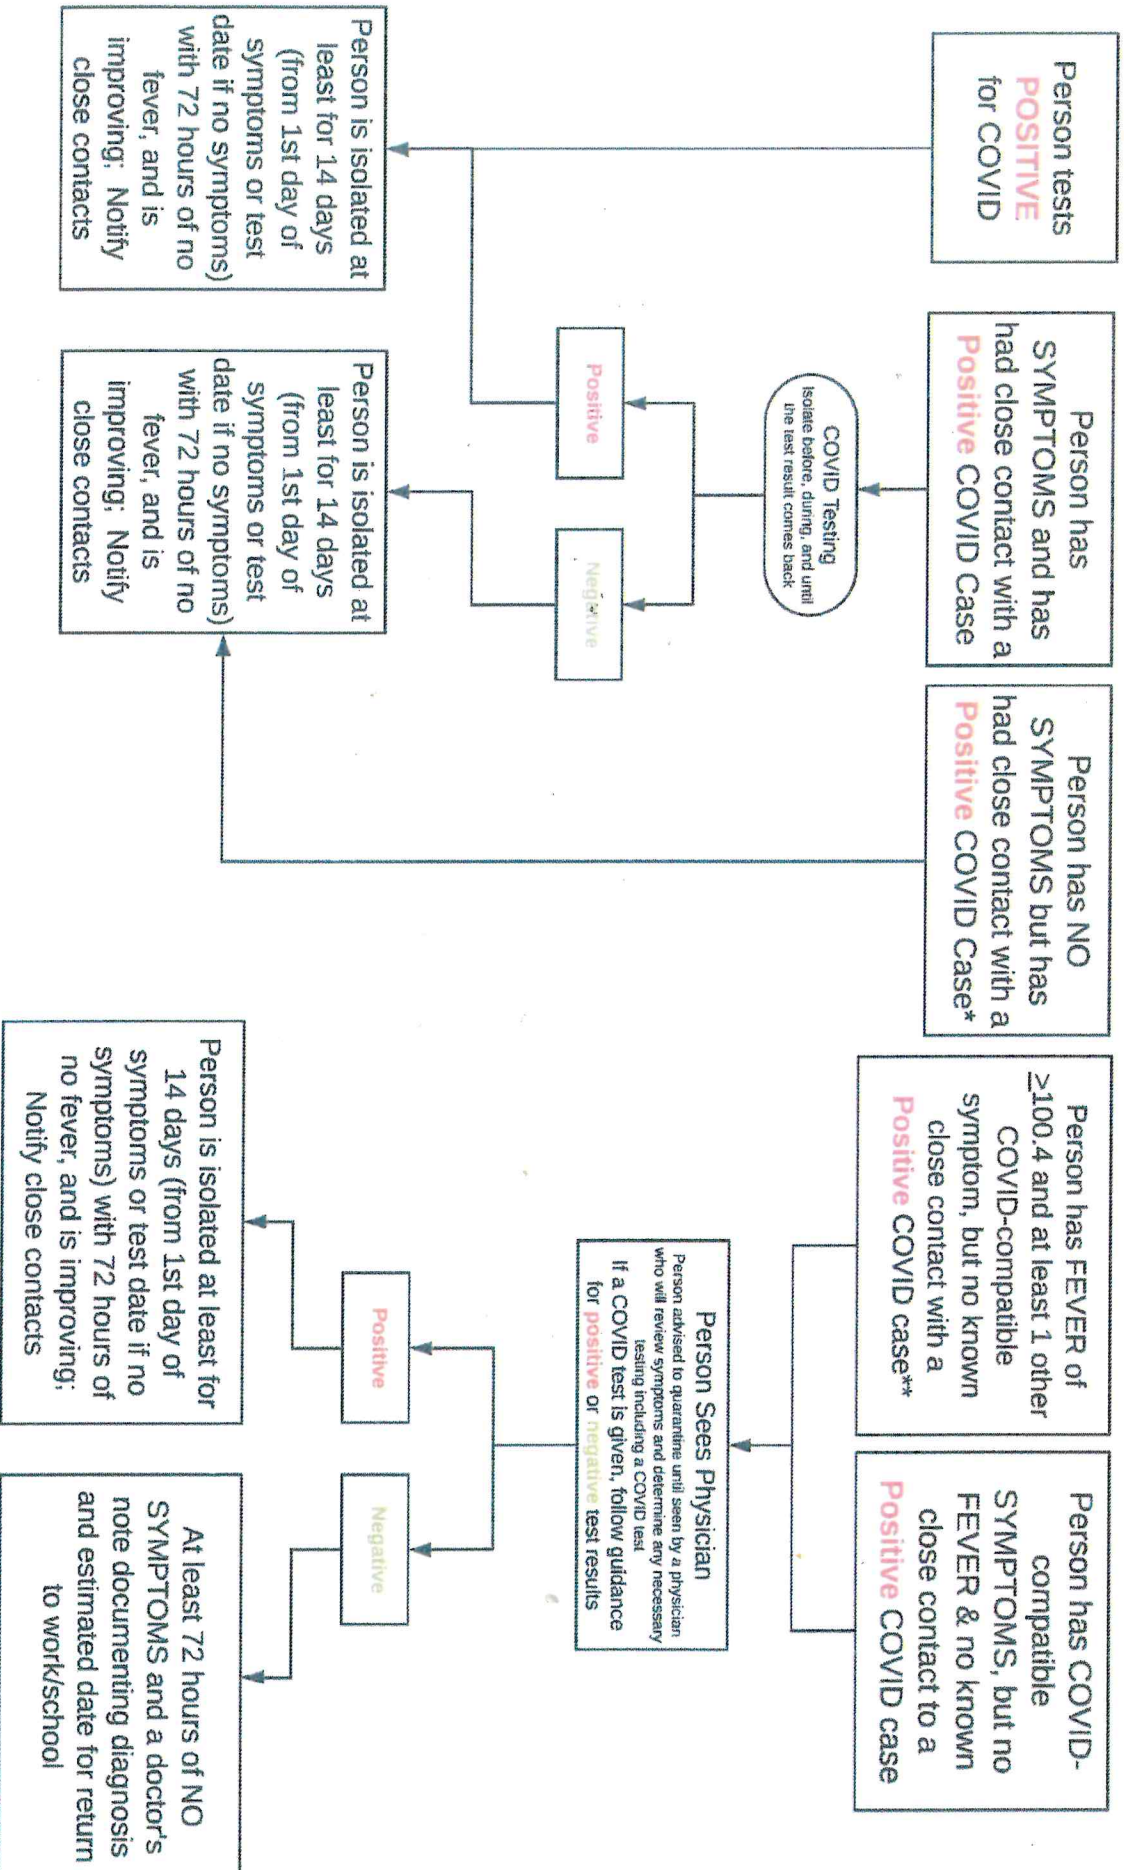 Person tests
POSITIVE
for COVID
Person has
SYMPTOMS and has
had close contact with a
Positive COVID Case
Person has NO
SYMPTOMS but has
had close contact with a
Positive COVID Case*
Person has FEVER of
>100.4 and at least 1 other
COVID-compatible
symptom, but no known
close contact with a
Positive COVID case**
Person has COVID-
compatible
SYMPTOMS, but no
FEVER & no known
close contact to a
Positive COVID case
COVID Testing
Isolate before, during, and until
the test result comes back
Positive
Negative
Person Sees Physician
Person advised to quarantine until seen by a physician
who will review symptoms and determine any necessary
testing including a COVID test
If a COVID test is given, follow guidance
for positive or negative test results
Positive
Negative
Person is isolated at
least for 14 days
(from 1st day of
symptoms or test
date if no symptoms)
with 72 hours of no
fever, and is
improving; Notify
close contacts
Person is isolated at
least for 14 days
(from 1st day of
symptoms or test
date if no symptoms)
with 72 hours of no
fever, and is
improving; Notify
close contacts
Person is isolated at least for
14 days (from 1st day of
symptoms or test date if no
symptoms) with 72 hours of
no fever, and is improving;
Notify close contacts
At least 72 hours of NO
SYMPTOMS and a doctor's
note documenting diagnosis
and estimated date for return
to work/school